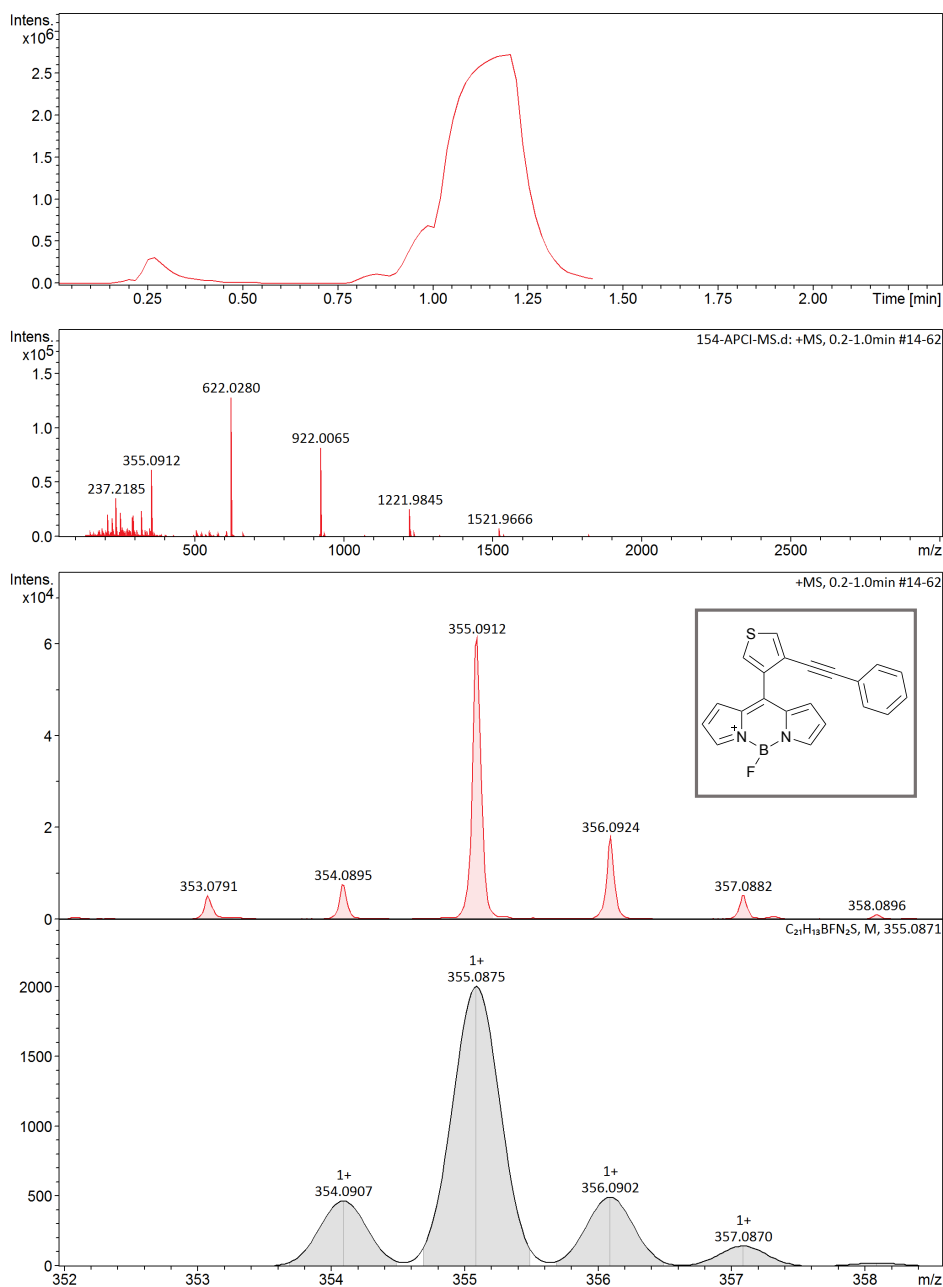 Intens.
x10⁶
2.5
2.0
1.5
1.0
0.5
0.0
0.25 0.50 0.75 1.00 1.25 1.50 1.75 2.00 Time [min]
Intens.
x10⁵
154-APCI-MS.d: +MS, 0.2-1.0min #14-62
1.5
1.0
0.5
0.0
237.2185
355.0912
622.0280
922.0065
1221.9845
1521.9666
500 1000 1500 2000 2500 m/z
Intens.
x10⁴
+MS, 0.2-1.0min #14-62
6
4
2
0
353.0791
354.0895
355.0912
356.0924
357.0882
358.0896
S
+
N B N
F
C₂₁H₁₃BFN₂S, M, 355.0871
2000
1500
1000
500
0
1+
354.0907
1+
355.0875
1+
356.0902
1+
357.0870
352 353 354 355 356 357 358 m/z